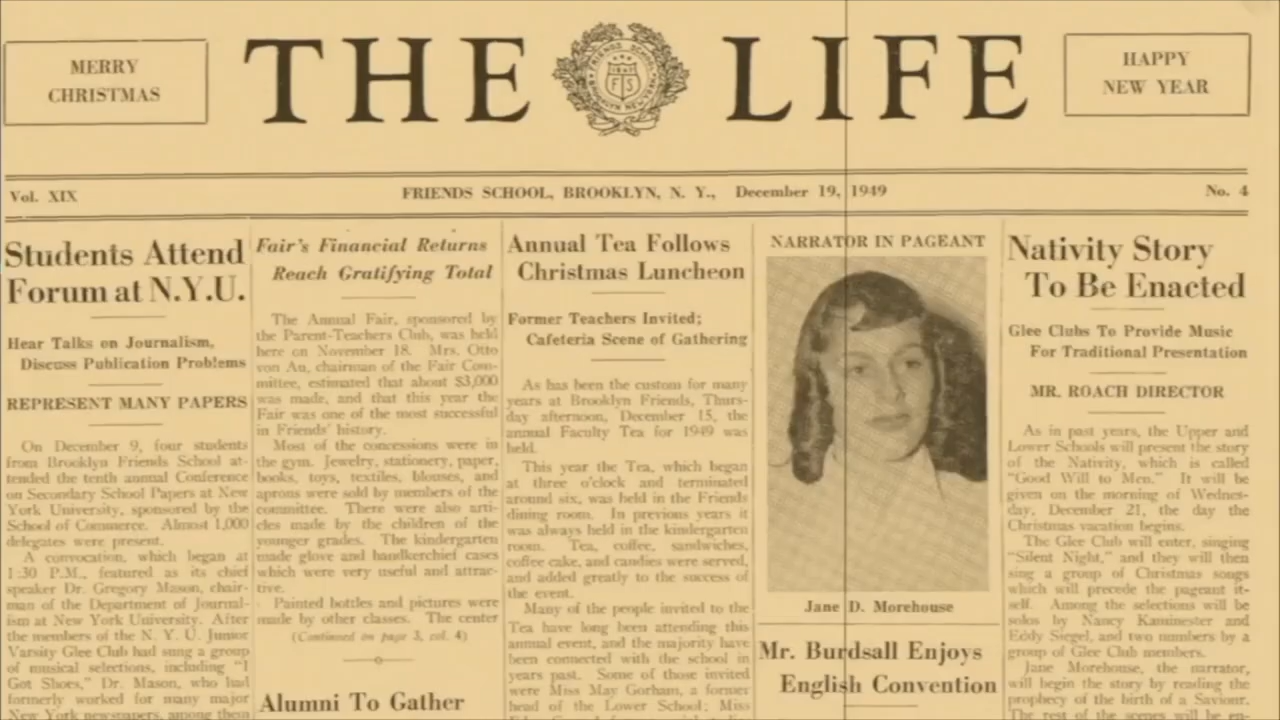 MERRY
CHRISTMAS
THE LIFE
FRIENDS SCHOOL
1867
F S
BROOKLYN NEW YORK
HAPPY
NEW YEAR
Vol. XIX
FRIENDS SCHOOL, BROOKLYN, N. Y., December 19, 1949
No. 4
Students Attend
Forum at N.Y.U.
Hear Talks on Journalism,
Discuss Publication Problems
REPRESENT MANY PAPERS
On December 9, four students
from Brooklyn Friends School at-
tended the tenth annual Conference
on Secondary School Papers at New
York University, sponsored by the
School of Commerce. Almost 1,000
delegates were present.
A convocation, which began at
1:30 P.M., featured as its chief
speaker Dr. Gregory Mason, chair-
man of the Department of Journal-
ism at New York University. After
the members of the N. Y. U. Junior
Varsity Glee Club had sung a group
of musical selections, including "I
Got Shoes," Dr. Mason, who had
formerly worked for many major
New York newspapers, among them
Fair's Financial Returns
Reach Gratifying Total
The Annual Fair, sponsored by
the Parent-Teachers Club, was held
here on November 18. Mrs. Otto
von Au, chairman of the Fair Com-
mittee, estimated that about $3,000
was made, and that this year the
Fair was one of the most successful
in Friends' history.
Most of the concessions were in
the gym. Jewelry, stationery, paper,
books, toys, textiles, blouses, and
aprons were sold by members of the
committee. There were also arti-
cles made by the children of the
younger grades. The kindergarten
made glove and handkerchief cases
which were very useful and attrac-
tive.
Painted bottles and pictures were
made by other classes. The center
(Continued on page 3, col. 4)
Alumni To Gather
Annual Tea Follows
Christmas Luncheon
Former Teachers Invited;
Cafeteria Scene of Gathering
As has been the custom for many
years at Brooklyn Friends, Thurs-
day afternoon, December 15, the
annual Faculty Tea for 1949 was
held.
This year the Tea, which began
at three o'clock and terminated
around six, was held in the Friends
dining room. In previous years it
was always held in the kindergarten
room. Tea, coffee, sandwiches,
coffee cake, and candies were served,
and added greatly to the success of
the event.
Many of the people invited to the
Tea have long been attending this
annual event, and the majority have
been connected with the school in
years past. Some of those invited
were Miss May Gorham, a former
head of the Lower School; Miss
NARRATOR IN PAGEANT
Jane D. Morehouse
Mr. Burdsall Enjoys
English Convention
Nativity Story
To Be Enacted
Glee Clubs To Provide Music
For Traditional Presentation
MR. ROACH DIRECTOR
As in past years, the Upper and
Lower Schools will present the story
of the Nativity, which is called
"Good Will to Men." It will be
given on the morning of Wednes-
day, December 21, the day the
Christmas vacation begins.
The Glee Club will enter, singing
"Silent Night," and they will then
sing a group of Christmas songs
which will precede the pageant it-
self. Among the selections will be
solos by Nancy Kaminester and
Eddy Siegel, and two numbers by a
group of Glee Club members.
Jane Morehouse, the narrator,
will begin the story by reading the
prophecy of the birth of a Saviour.
The rest of the scenes will be en-